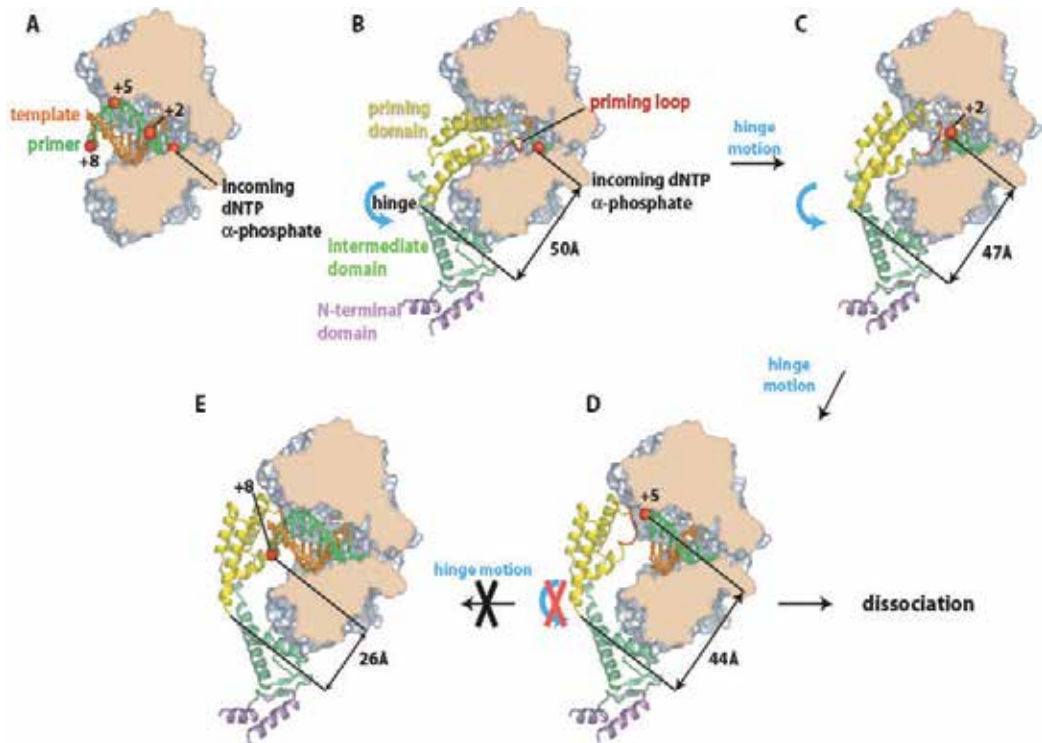 A
+5
template
+2
primer
+8
incoming
dNTP
α-phosphate
B
priming
domain
priming loop
hinge
incoming dNTP
α-phosphate
intermediate
domain
50Å
N-terminal
domain
hinge
motion
C
+2
47Å
hinge
motion
E
+8
26Å
hinge motion
X
X
D
+5
44Å
dissociation